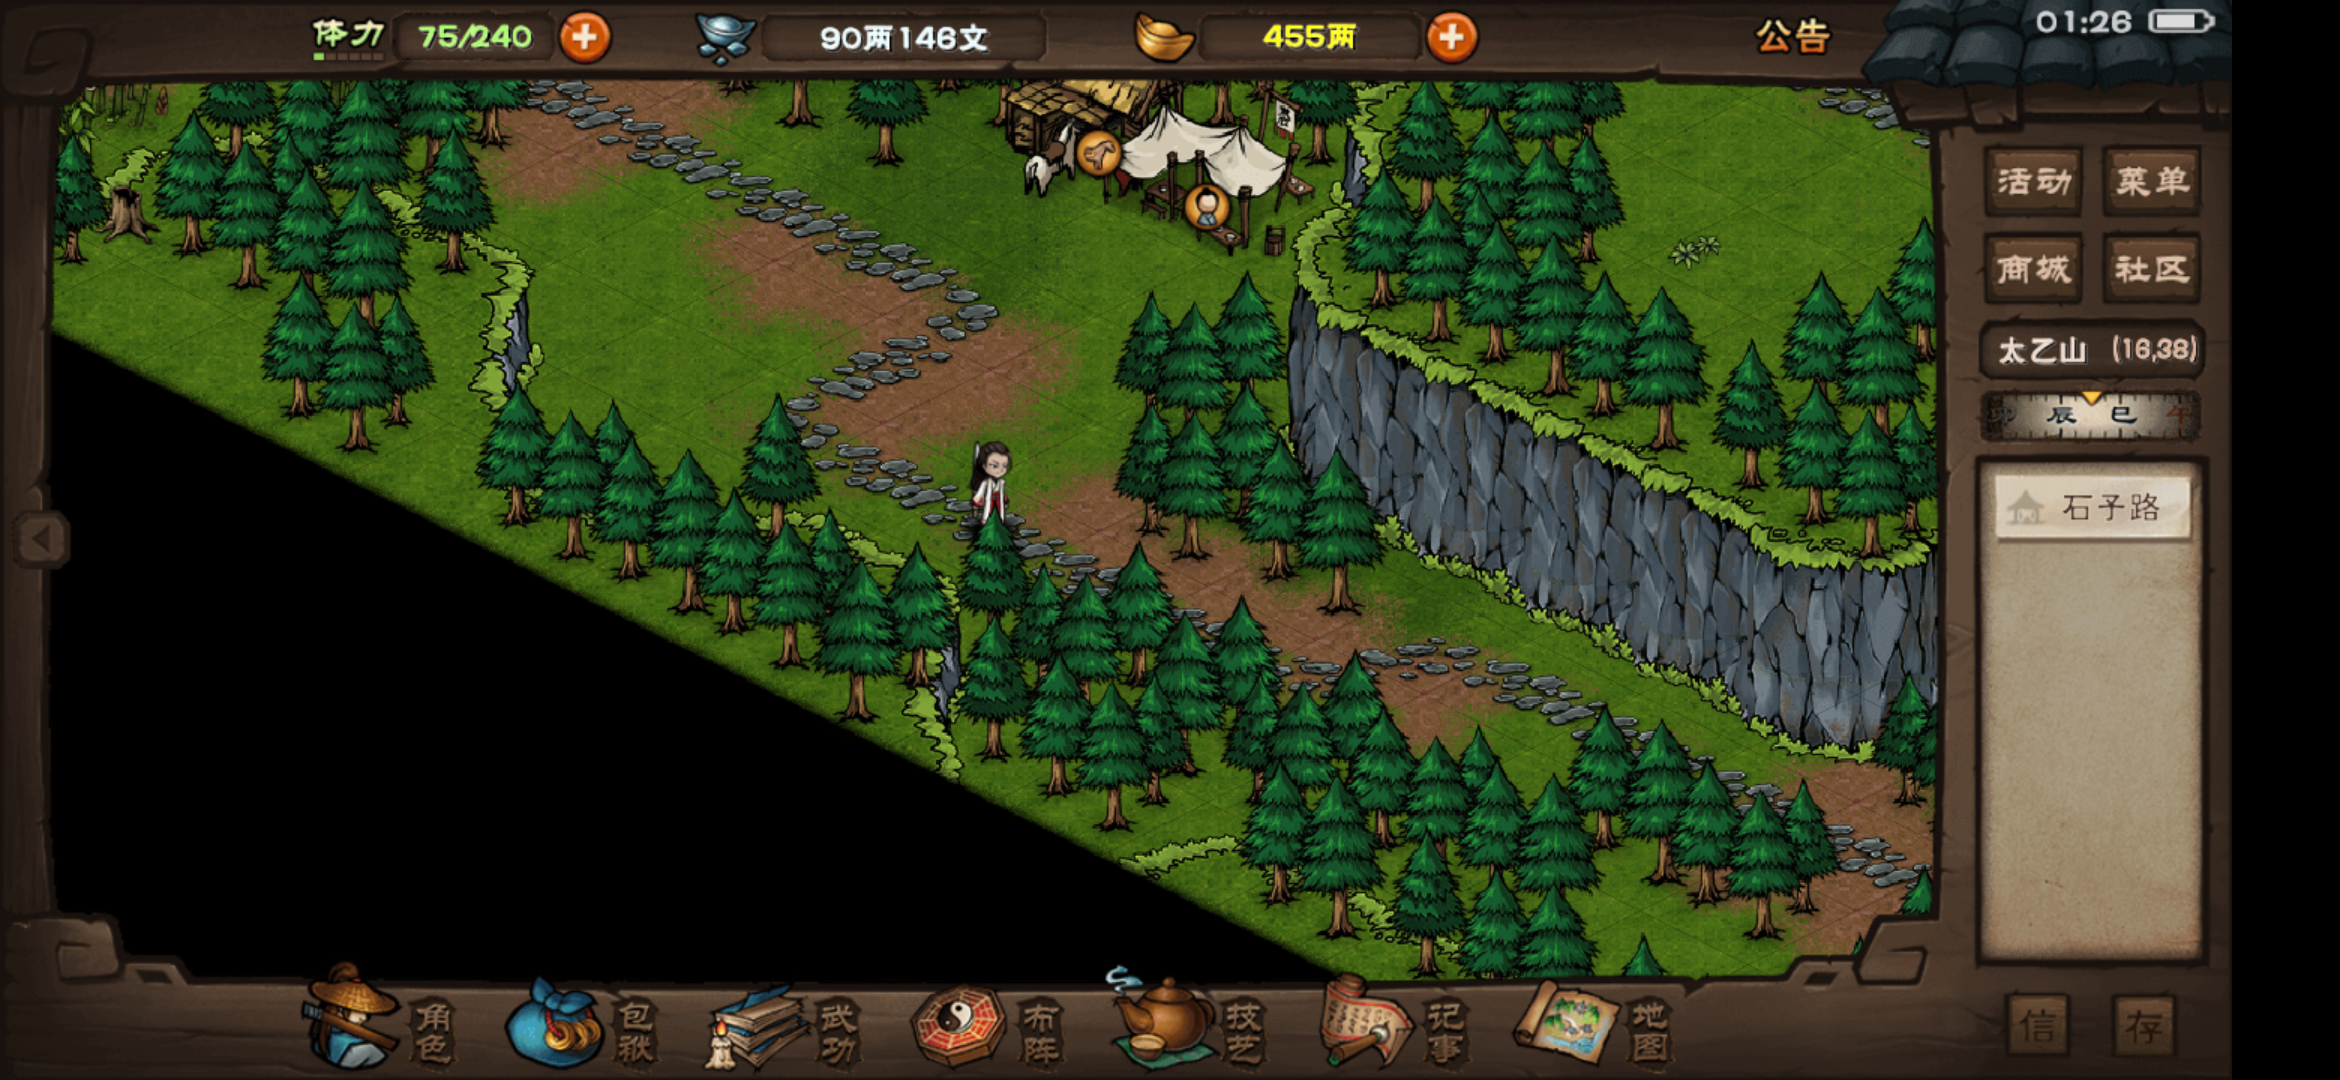 体力 75/240
90两146文
455两
公告
01:26
活动 菜单
商城 社区
太乙山 (16,38)
卯 辰 巳 午
石子路
角色
包袱
武功
布阵
技艺
记事
地图
信 存